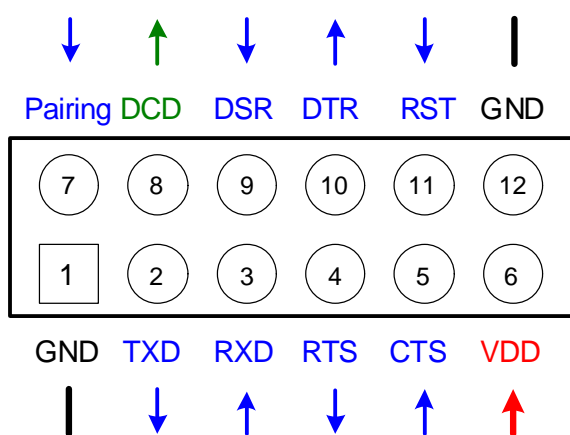 Pairing DCD DSR DTR RST GND
7 8 9 10 11 12
1 2 3 4 5 6
GND TXD RXD RTS CTS VDD